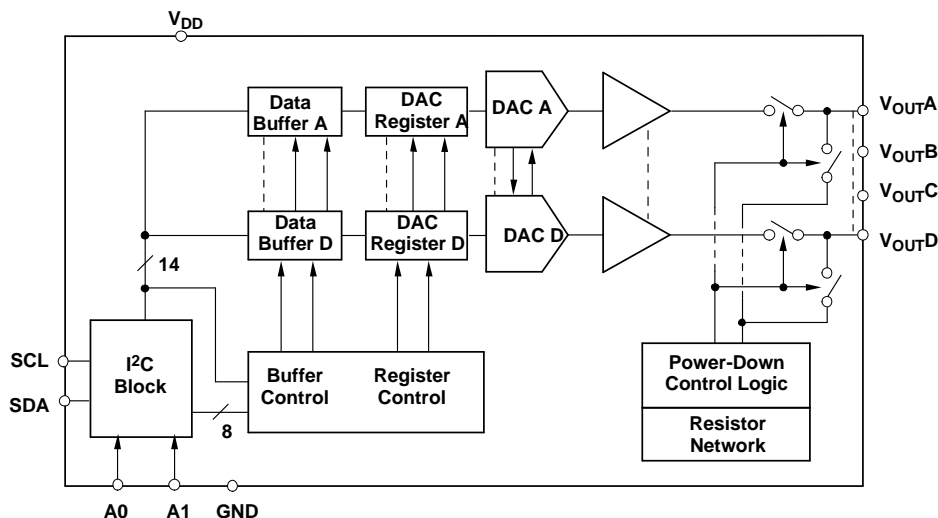 VDD
Data
Buffer A
DAC
Register A
DAC A
VOUTA
VOUTB
VOUTC
Data
Buffer D
DAC
Register D
DAC D
VOUTD
14
SCL
SDA
I2C
Block
8
Buffer
Control
Register
Control
Power-Down
Control Logic
Resistor
Network
A0 A1 GND